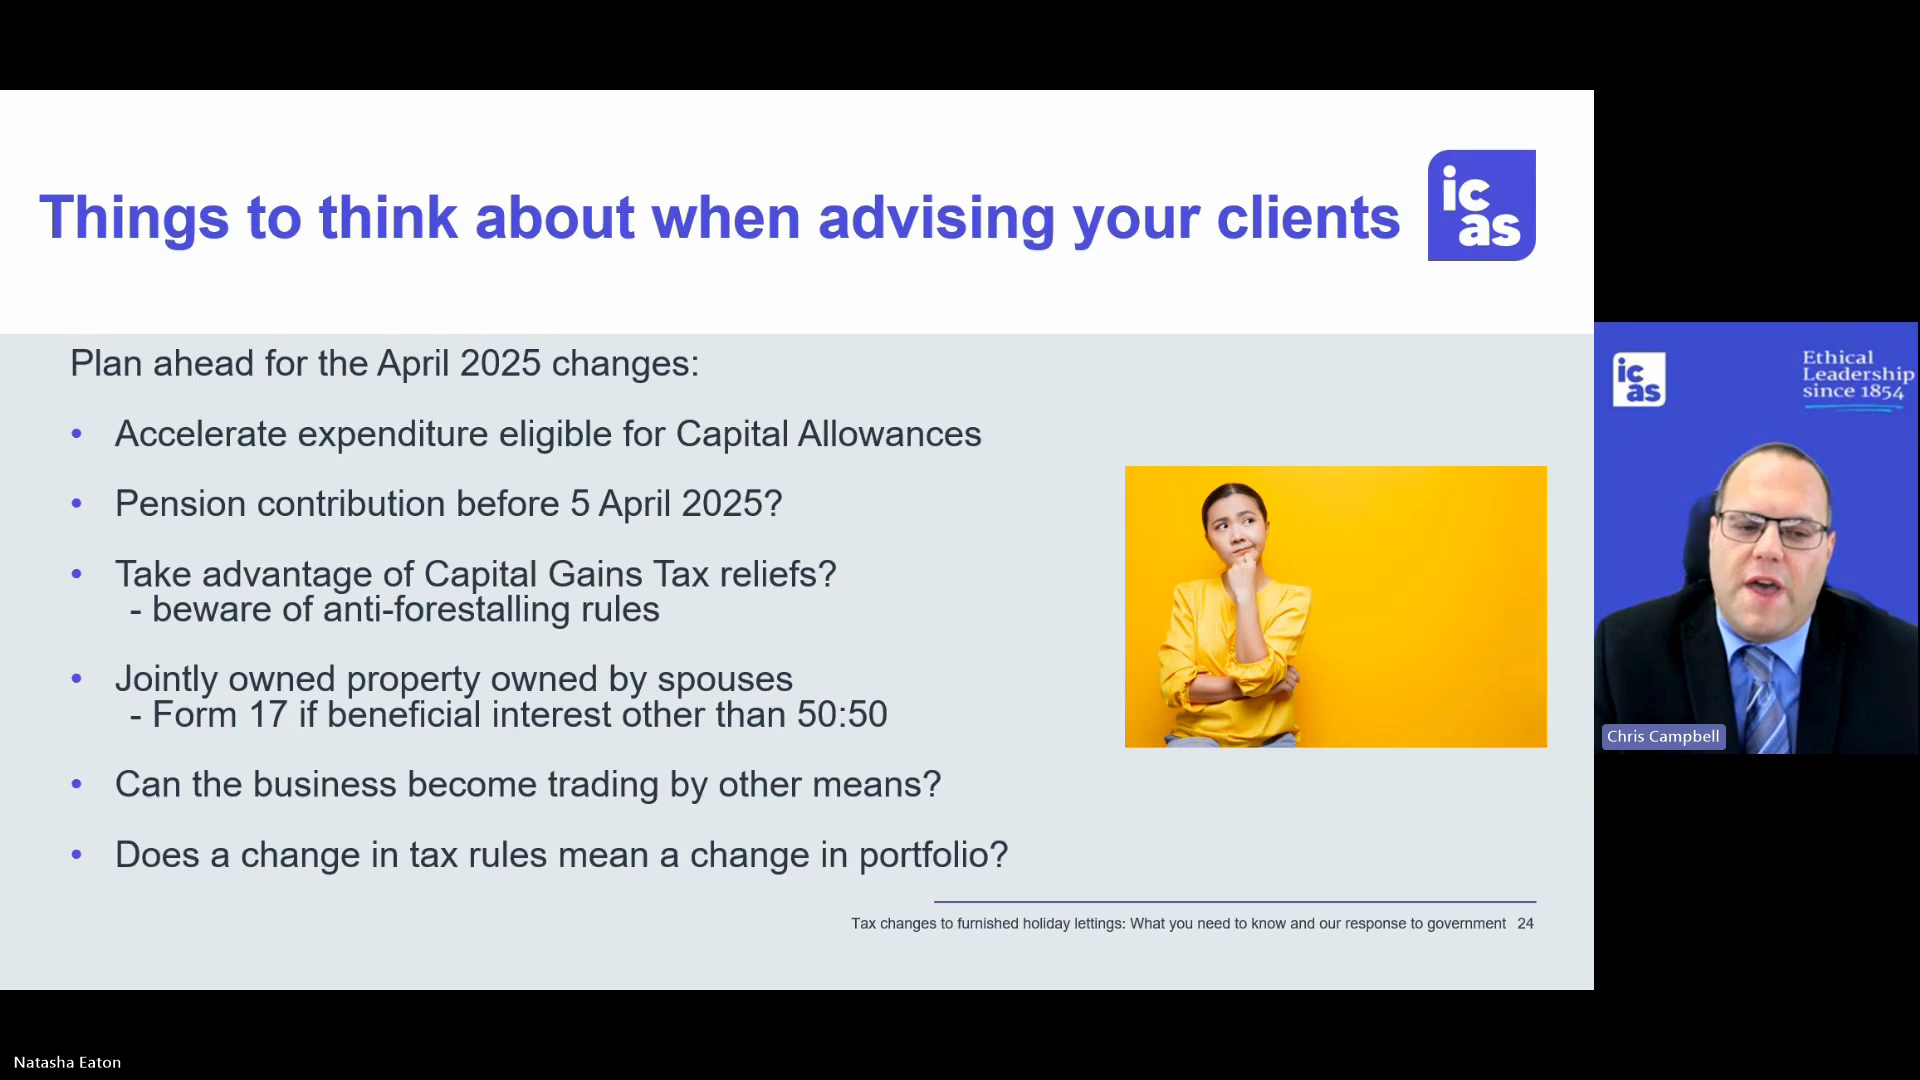 Things to think about when advising your clients
ic
as
Plan ahead for the April 2025 changes:
• Accelerate expenditure eligible for Capital Allowances
• Pension contribution before 5 April 2025?
• Take advantage of Capital Gains Tax reliefs?
- beware of anti-forestalling rules
• Jointly owned property owned by spouses
- Form 17 if beneficial interest other than 50:50
• Can the business become trading by other means?
• Does a change in tax rules mean a change in portfolio?
Tax changes to furnished holiday lettings: What you need to know and our response to government 24
ic
as
Ethical
Leadership
since 1854
Chris Campbell
Natasha Eaton